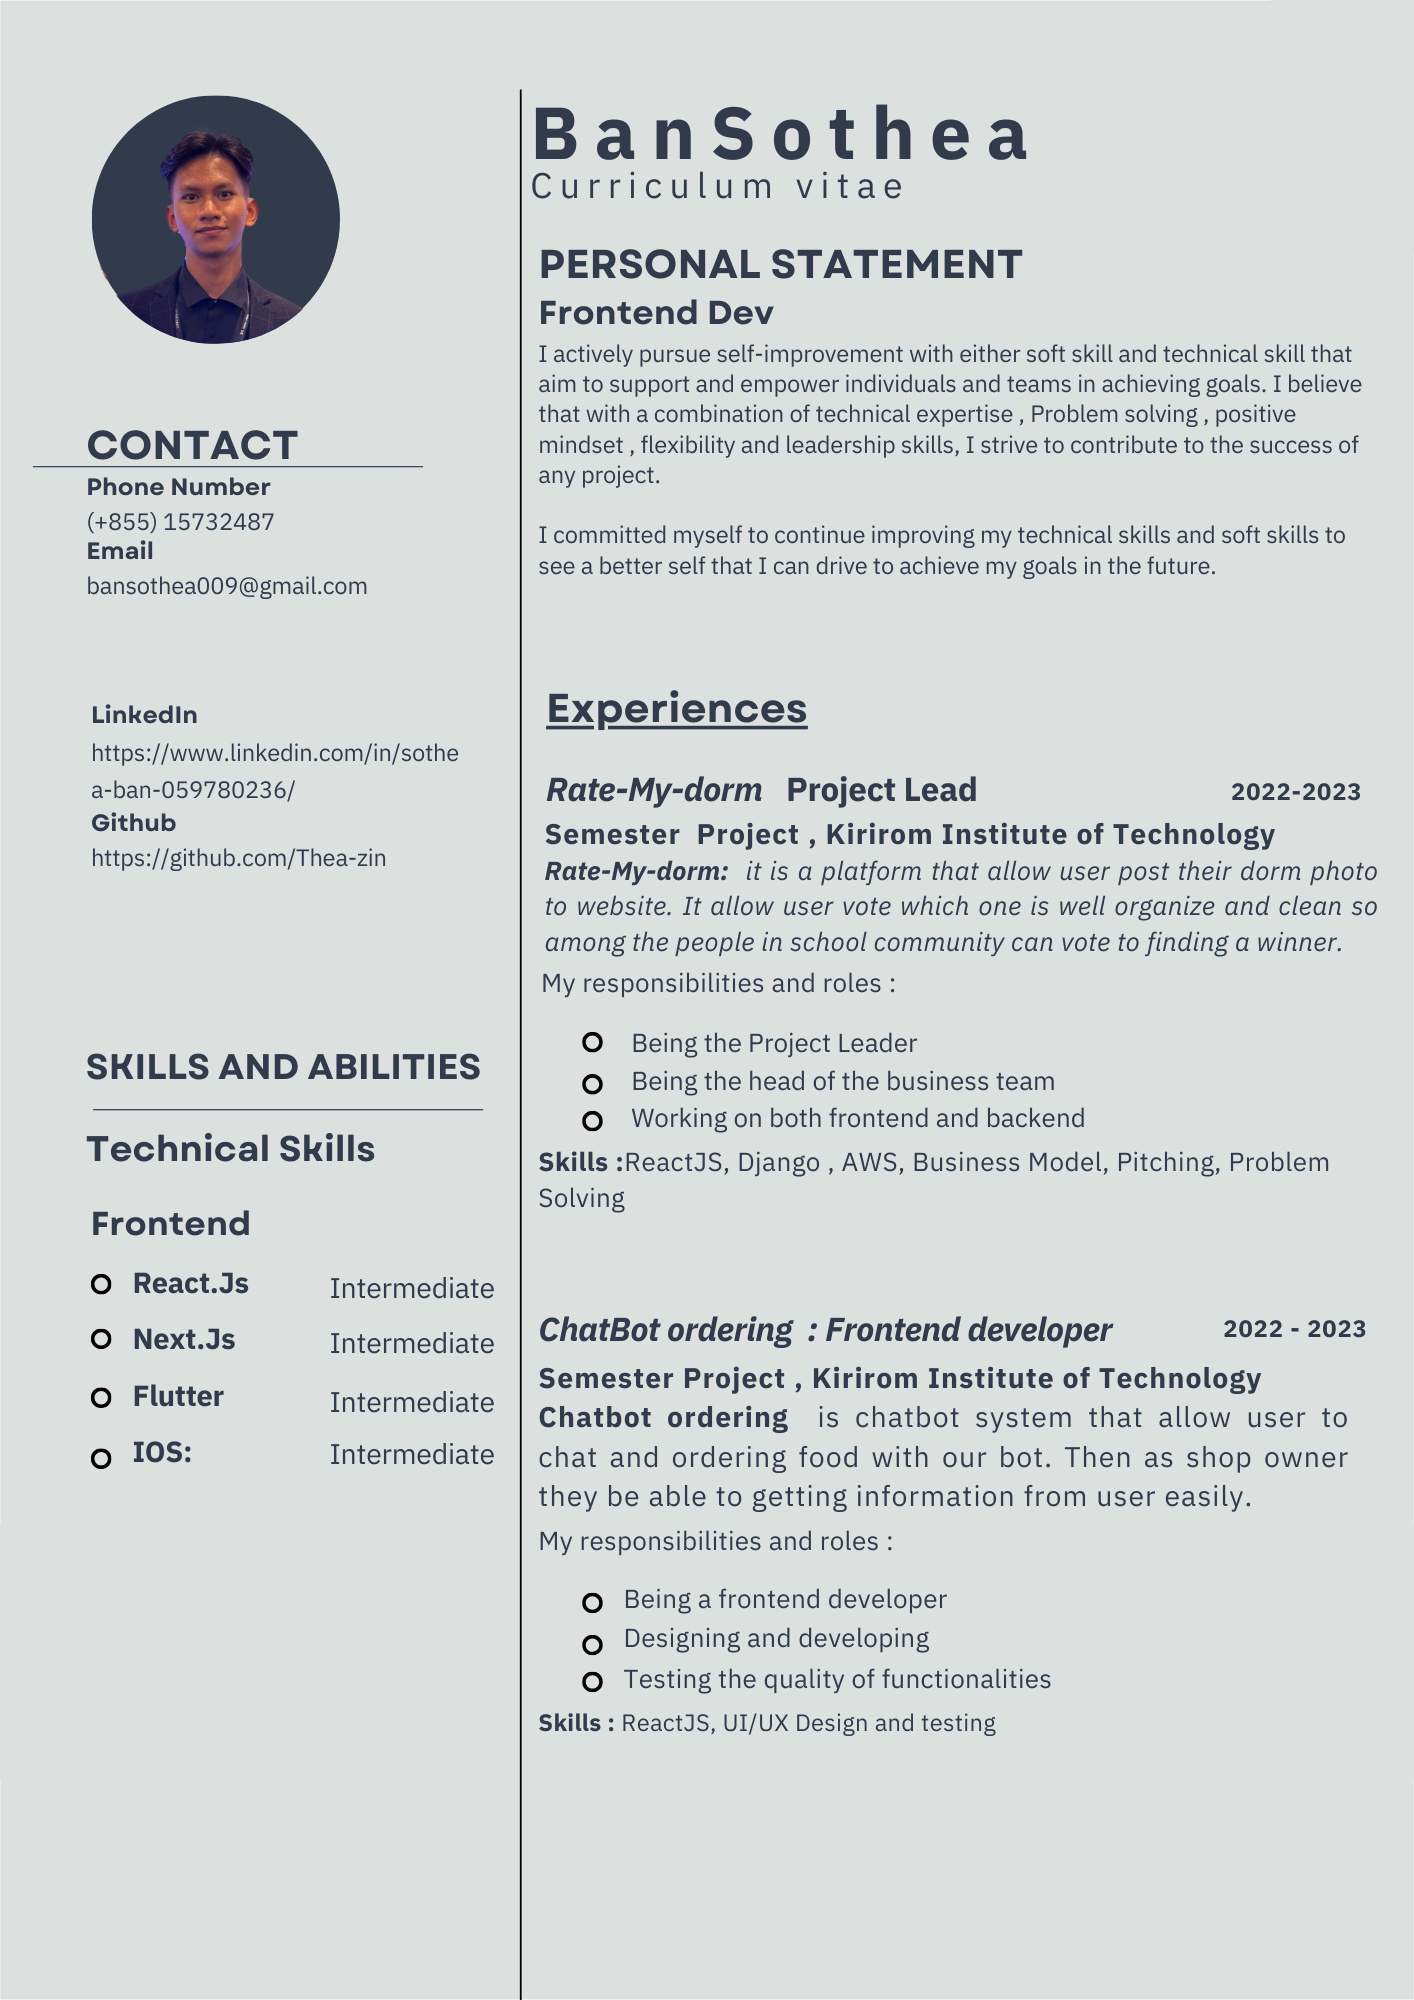 BanSothea
Curriculum vitae
PERSONAL STATEMENT
Frontend Dev
I actively pursue self-improvement with either soft skill and technical skill that
aim to support and empower individuals and teams in achieving goals. I believe
that with a combination of technical expertise , Problem solving , positive
mindset , flexibility and leadership skills, I strive to contribute to the success of
any project.
I committed myself to continue improving my technical skills and soft skills to
see a better self that I can drive to achieve my goals in the future.
CONTACT
Phone Number
(+855) 15732487
Email
bansothea009@gmail.com
LinkedIn
https://www.linkedin.com/in/sothe
a-ban-059780236/
Github
https://github.com/Thea-zin
SKILLS AND ABILITIES
Technical Skills
Frontend
React.Js Intermediate
Next.Js Intermediate
Flutter Intermediate
IOS: Intermediate
Experiences
Rate-My-dorm Project Lead 2022-2023
Semester Project , Kirirom Institute of Technology
Rate-My-dorm: it is a platform that allow user post their dorm photo
to website. It allow user vote which one is well organize and clean so
among the people in school community can vote to finding a winner.
My responsibilities and roles :
Being the Project Leader
Being the head of the business team
Working on both frontend and backend
Skills :ReactJS, Django , AWS, Business Model, Pitching, Problem
Solving
ChatBot ordering : Frontend developer 2022 - 2023
Semester Project , Kirirom Institute of Technology
Chatbot ordering is chatbot system that allow user to
chat and ordering food with our bot. Then as shop owner
they be able to getting information from user easily.
My responsibilities and roles :
Being a frontend developer
Designing and developing
Testing the quality of functionalities
Skills : ReactJS, UI/UX Design and testing